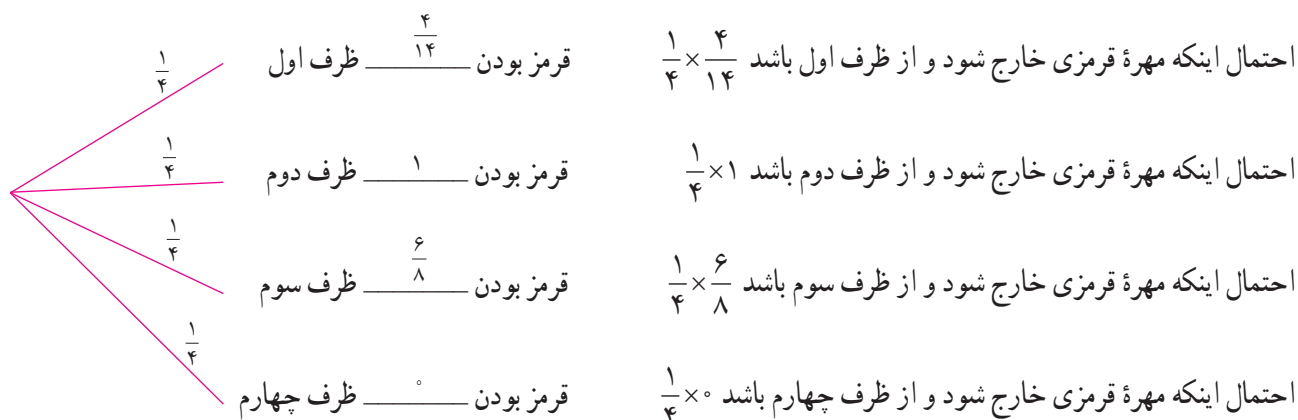 احتمال اینکه مهرهٔ قرمزی خارج شود و از ظرف اول باشد ۱/۴×۴/۱۴ قرمز بودن ۴/۱۴ ظرف اول ۱/۴
احتمال اینکه مهرهٔ قرمزی خارج شود و از ظرف دوم باشد ۱/۴×۱ قرمز بودن ۱ ظرف دوم ۱/۴
احتمال اینکه مهرهٔ قرمزی خارج شود و از ظرف سوم باشد ۱/۴×۶/۸ قرمز بودن ۶/۸ ظرف سوم ۱/۴
احتمال اینکه مهرهٔ قرمزی خارج شود و از ظرف چهارم باشد ۱/۴×۰ قرمز بودن ۰ ظرف چهارم ۱/۴